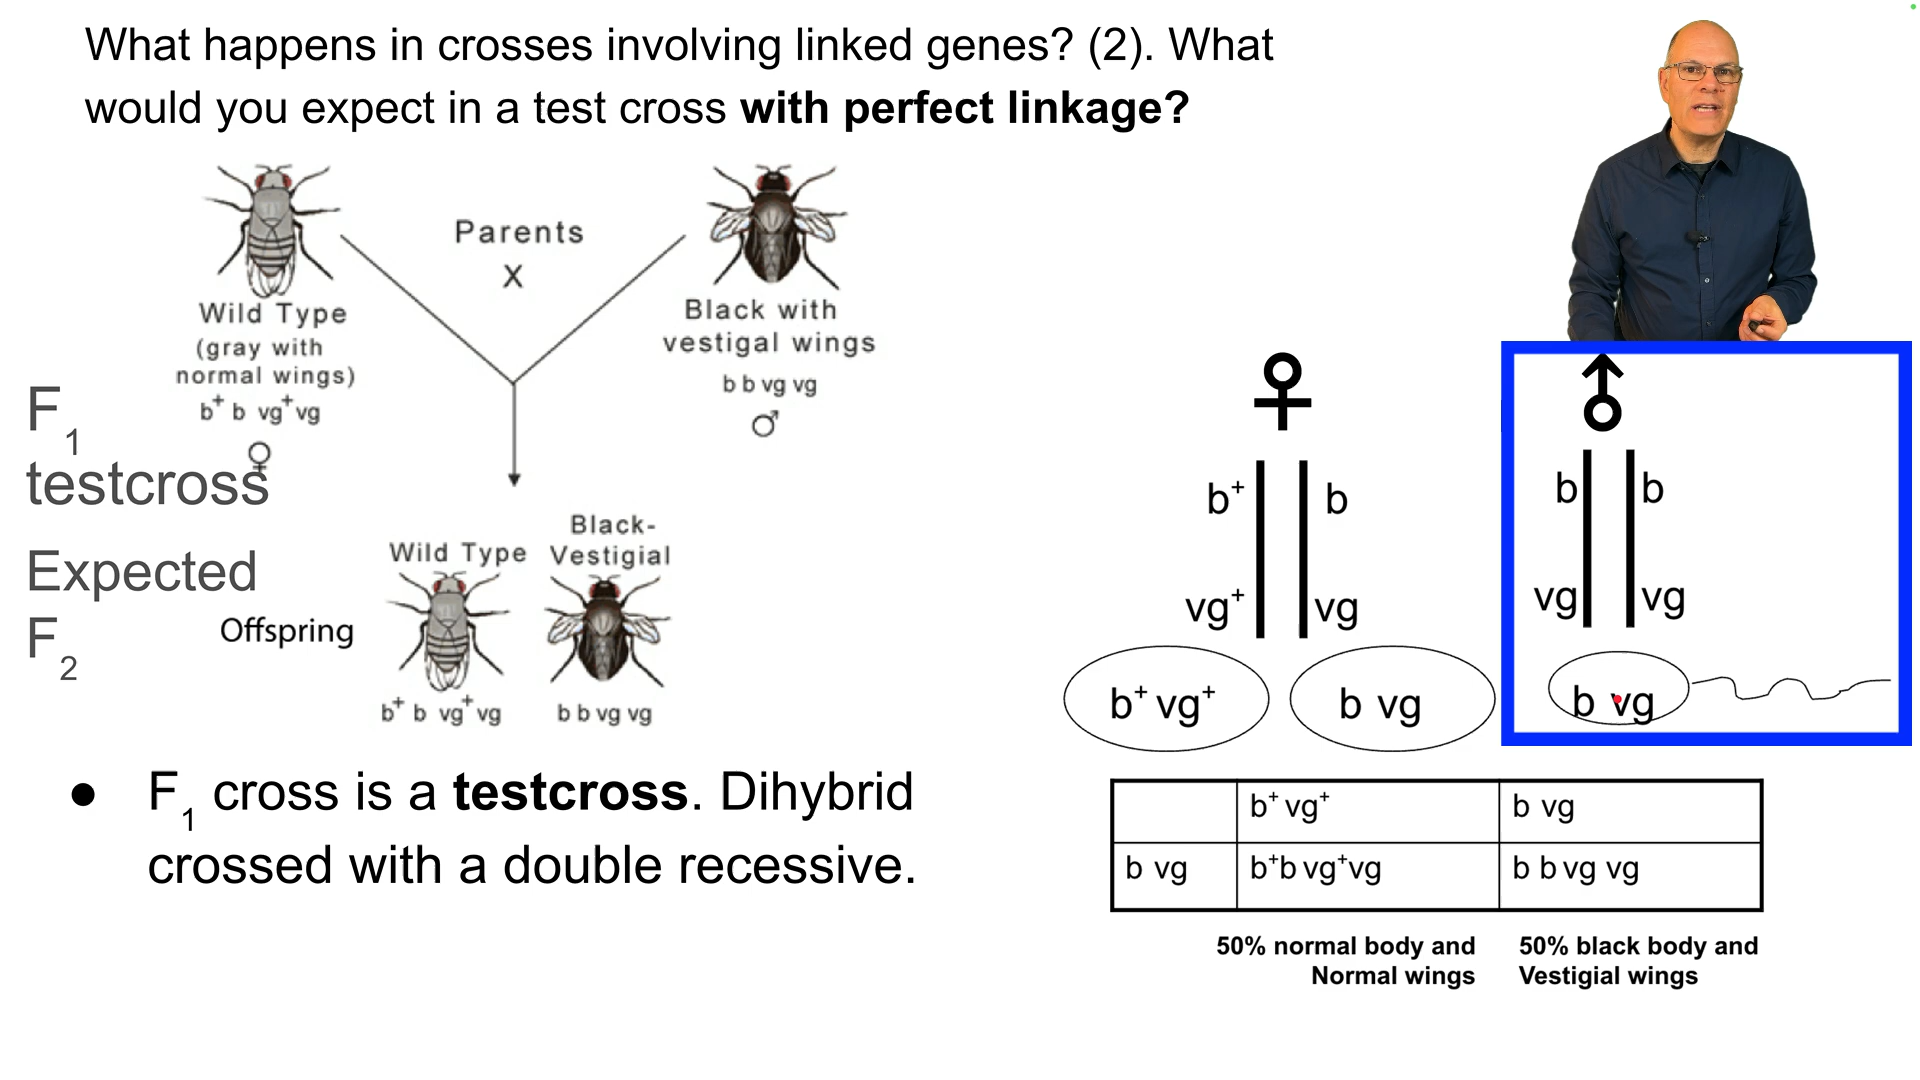 What happens in crosses involving linked genes? (2). What
would you expect in a test cross with perfect linkage?
Parents
X
Wild Type
(gray with
normal wings)
b⁺ b vg⁺ vg
♀
Black with
vestigal wings
b b vg vg
♂
F₁
testcross
Expected
F₂
Offspring
Wild Type
b⁺ b vg⁺ vg
Black-
Vestigial
b b vg vg
● F₁ cross is a testcross. Dihybrid
crossed with a double recessive.
♀
b⁺ b
vg⁺ vg
b⁺ vg⁺
b vg
b b
vg vg
b vg
b⁺ vg⁺ b vg
b vg b⁺b vg⁺vg b b vg vg
50% normal body and
Normal wings
50% black body and
Vestigial wings